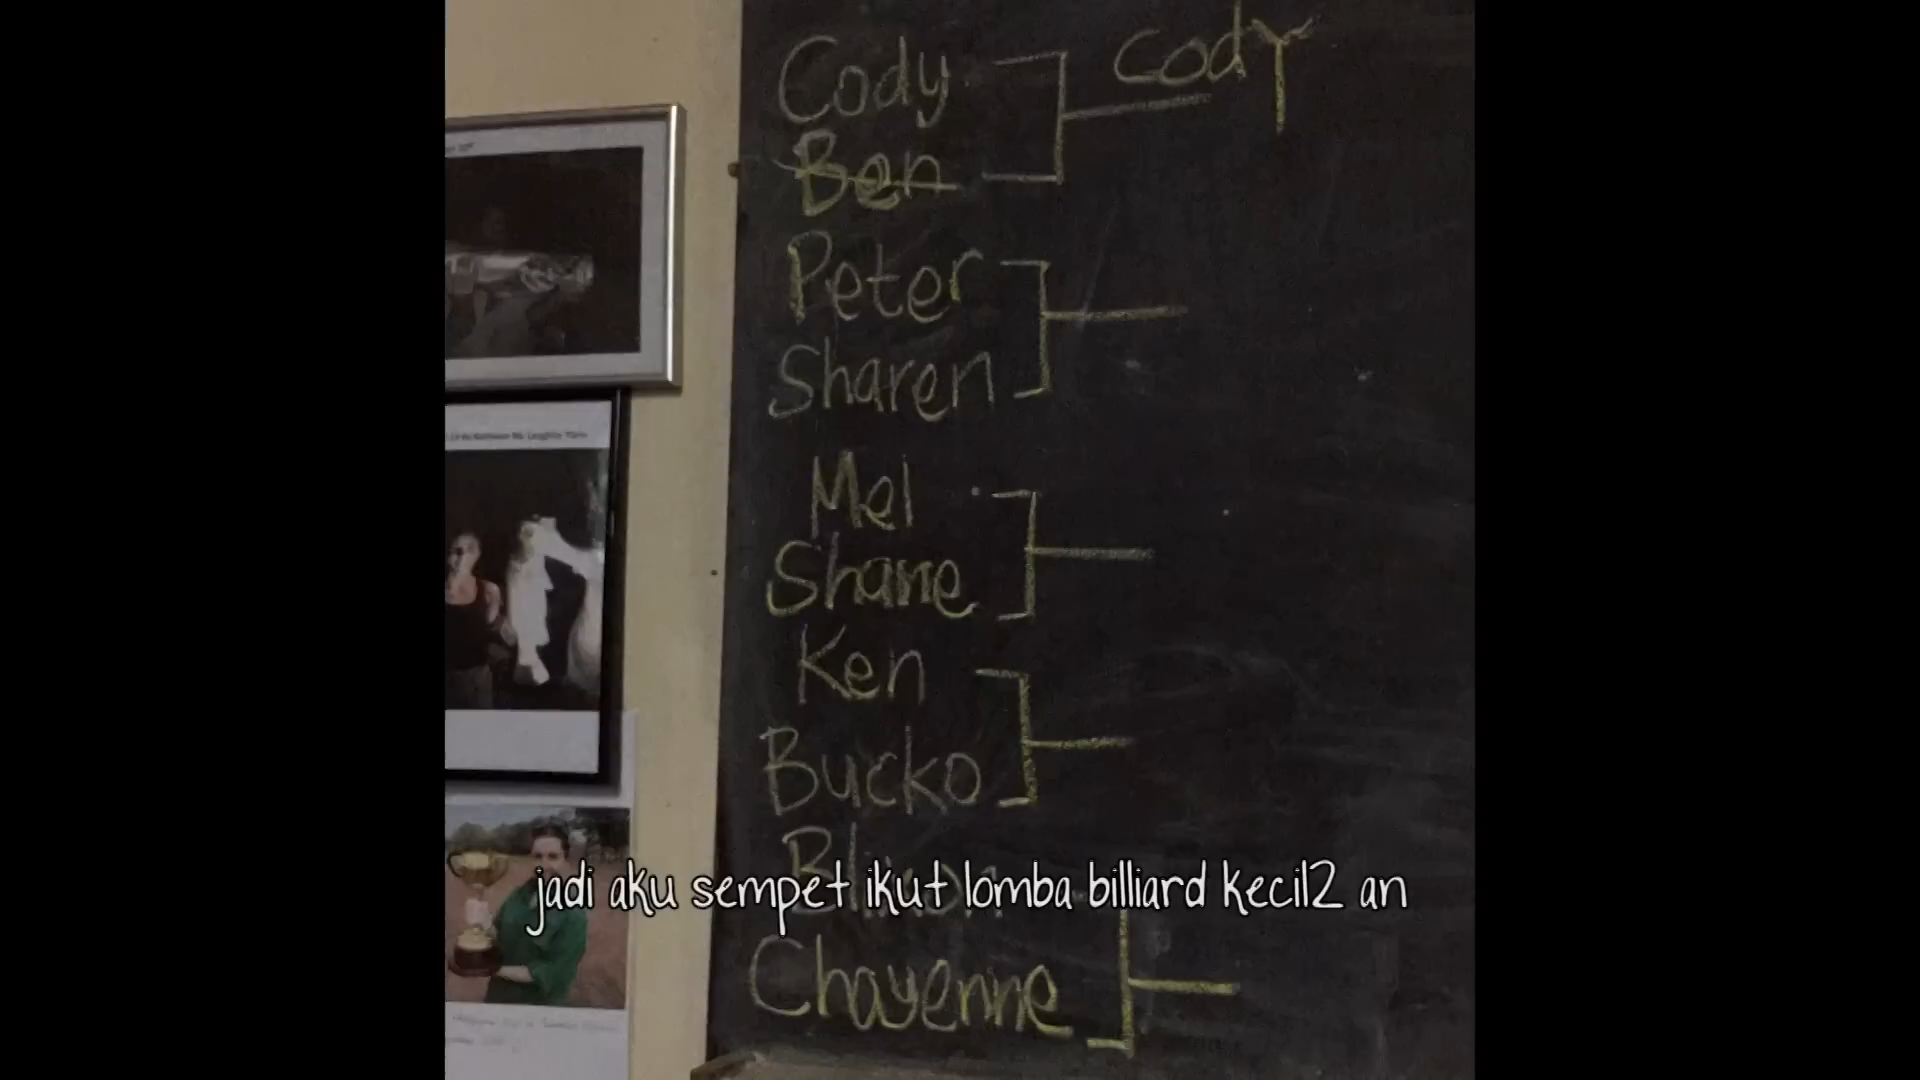 Cody
Cody
Ben
Peter
Sharen
Mel
Shane
Ken
Bucko
jadi aku sempet ikut lomba billiard kecil2 an
Chayenne